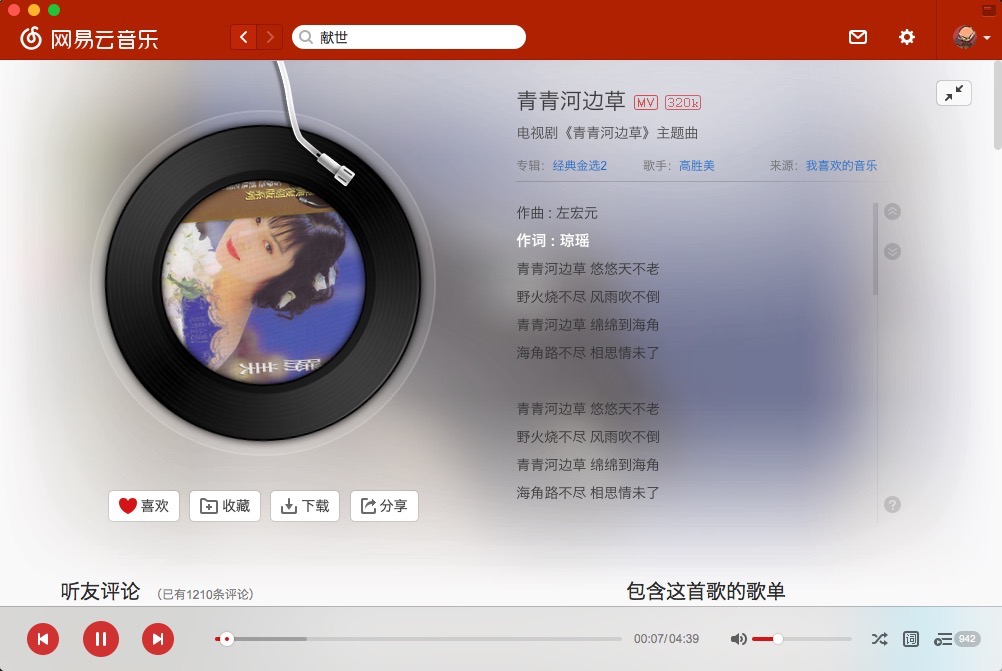 网易云音乐
献世
青青河边草 MV 320k
电视剧《青青河边草》主题曲
专辑: 经典金选2 歌手: 高胜美 来源: 我喜欢的音乐
作曲 : 左宏元
作词 : 琼瑶
青青河边草 悠悠天不老
野火烧不尽 风雨吹不倒
青青河边草 绵绵到海角
海角路不尽 相思情未了
青青河边草 悠悠天不老
野火烧不尽 风雨吹不倒
青青河边草 绵绵到海角
海角路不尽 相思情未了
?
喜欢 收藏 下载 分享
听友评论 (已有1210条评论)
包含这首歌的歌单
00:07/04:39
词
942